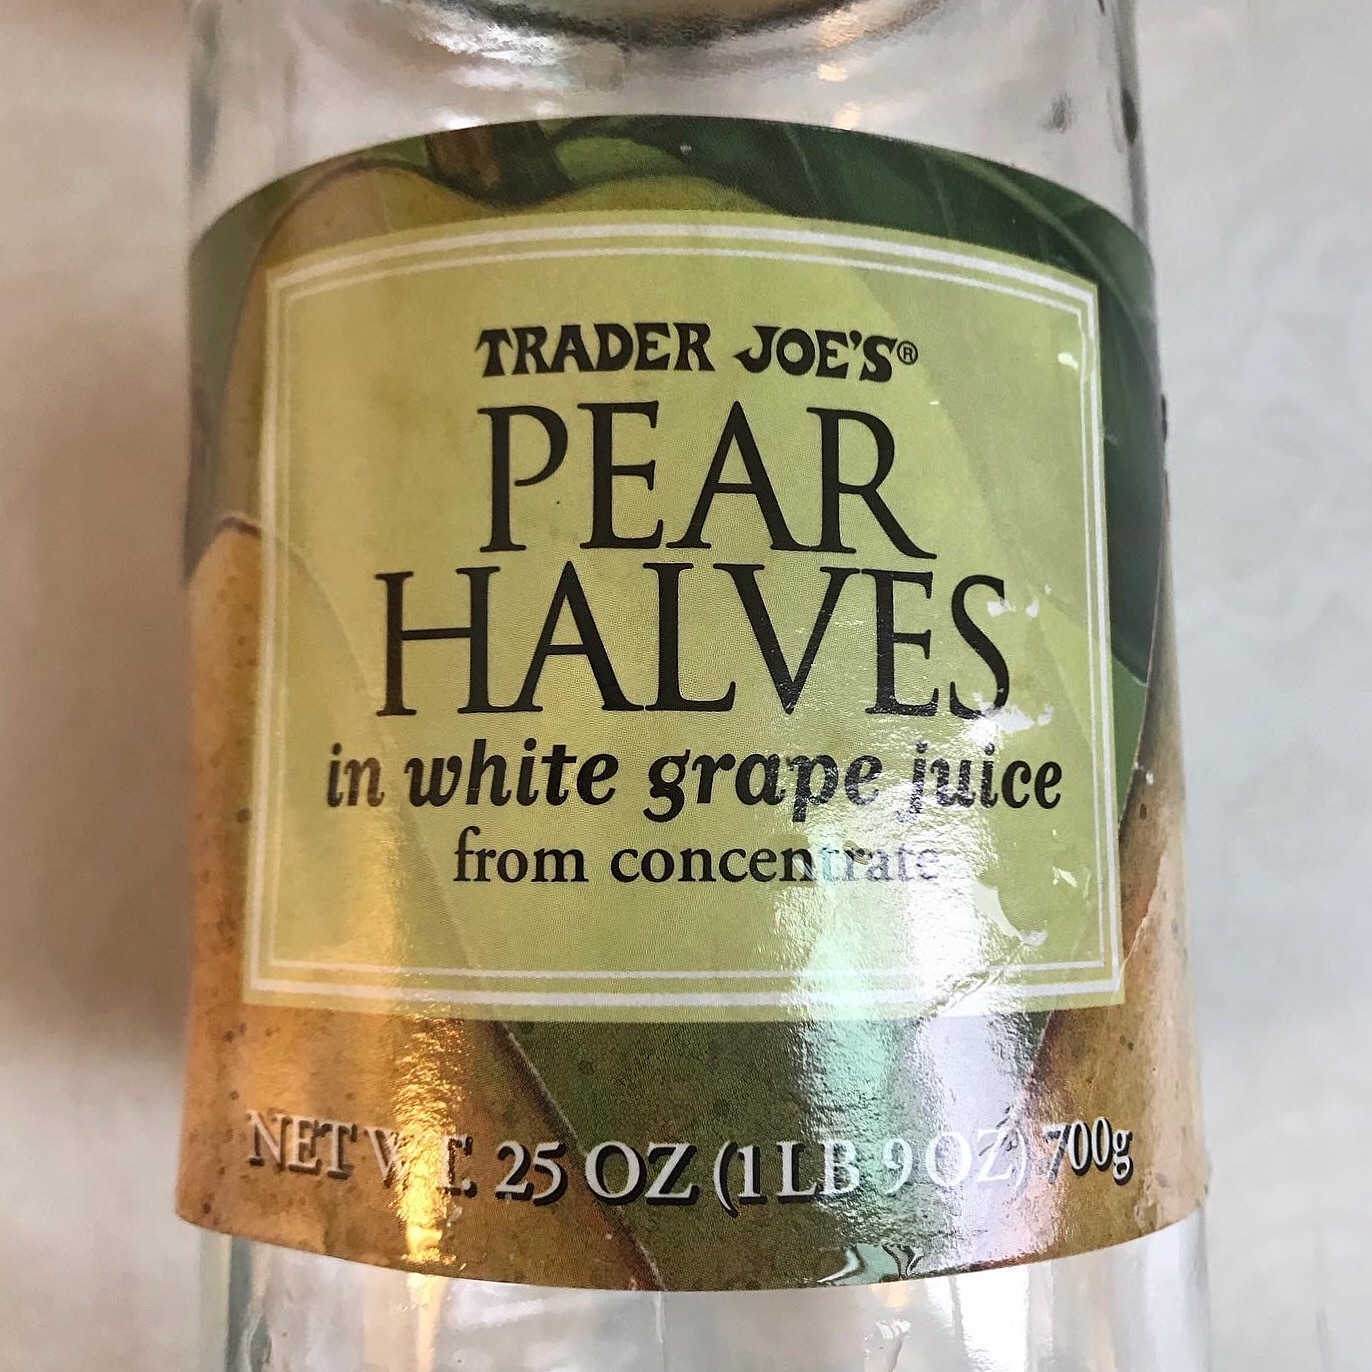 TRADER JOE'S®
PEAR
HALVES
in white grape juice
from concentrate
NET WT. 25 OZ (1 LB 9 OZ) 700g